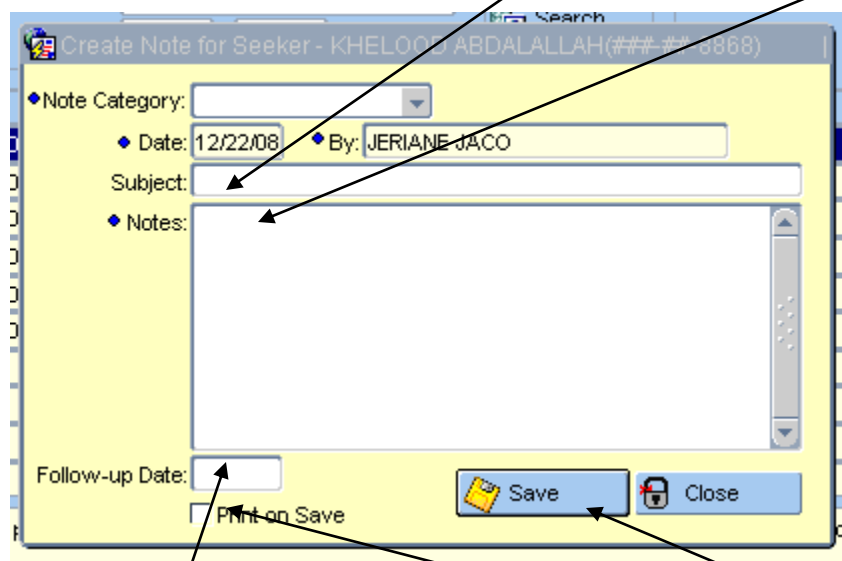 Search
Create Note for Seeker - KHELOOD ABDALALLAH(###-##-8868)
Note Category:
Date: 12/22/08 By: JERIANE JACO
Subject:
Notes:
Follow-up Date:
Save Close
Print on Save